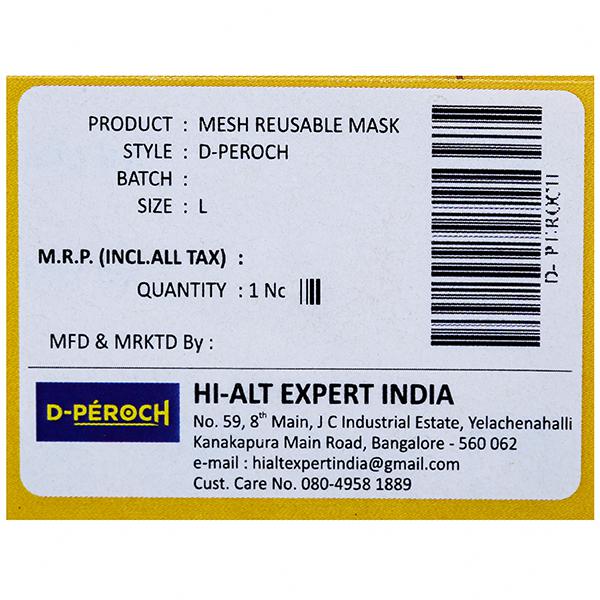 PRODUCT : MESH REUSABLE MASK
STYLE : D-PEROCH
BATCH :
SIZE : L
M.R.P. (INCL.ALL TAX) :
QUANTITY : 1 Nc
MFD & MRKTD By :
D- PEROCH
D-PÉROCH
HI-ALT EXPERT INDIA
No. 59, 8th Main, J C Industrial Estate, Yelachenahalli
Kanakapura Main Road, Bangalore - 560 062
e-mail : hialtexpertindia@gmail.com
Cust. Care No. 080-4958 1889